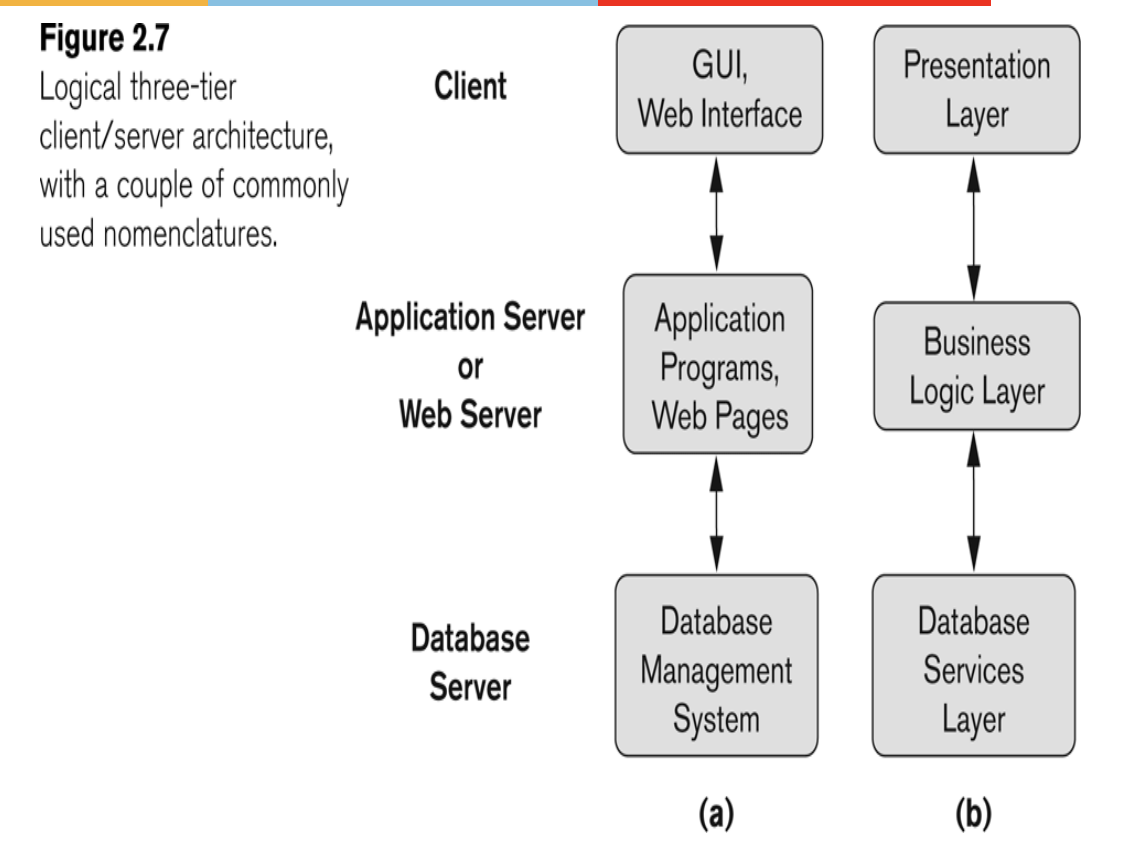 Figure 2.7
Logical three-tier
client/server architecture,
with a couple of commonly
used nomenclatures.
Client
GUI,
Web Interface
Presentation
Layer
Application Server
or
Web Server
Application
Programs,
Web Pages
Business
Logic Layer
Database
Server
Database
Management
System
Database
Services
Layer
(a)
(b)